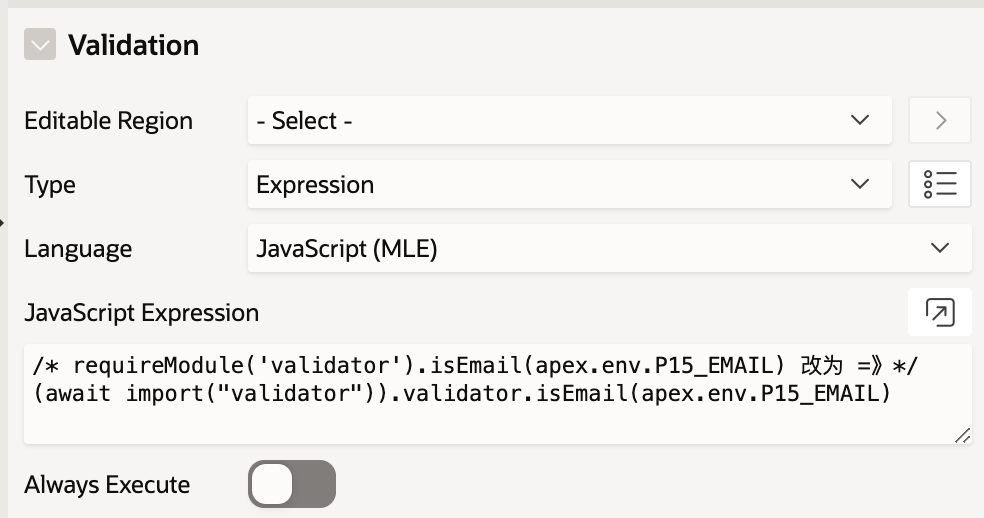 Validation
Editable Region
- Select -
Type
Expression
Language
JavaScript (MLE)
JavaScript Expression
/* requireModule('validator').isEmail(apex.env.P15_EMAIL) 改为 =》*/
(await import("validator")).validator.isEmail(apex.env.P15_EMAIL)
Always Execute